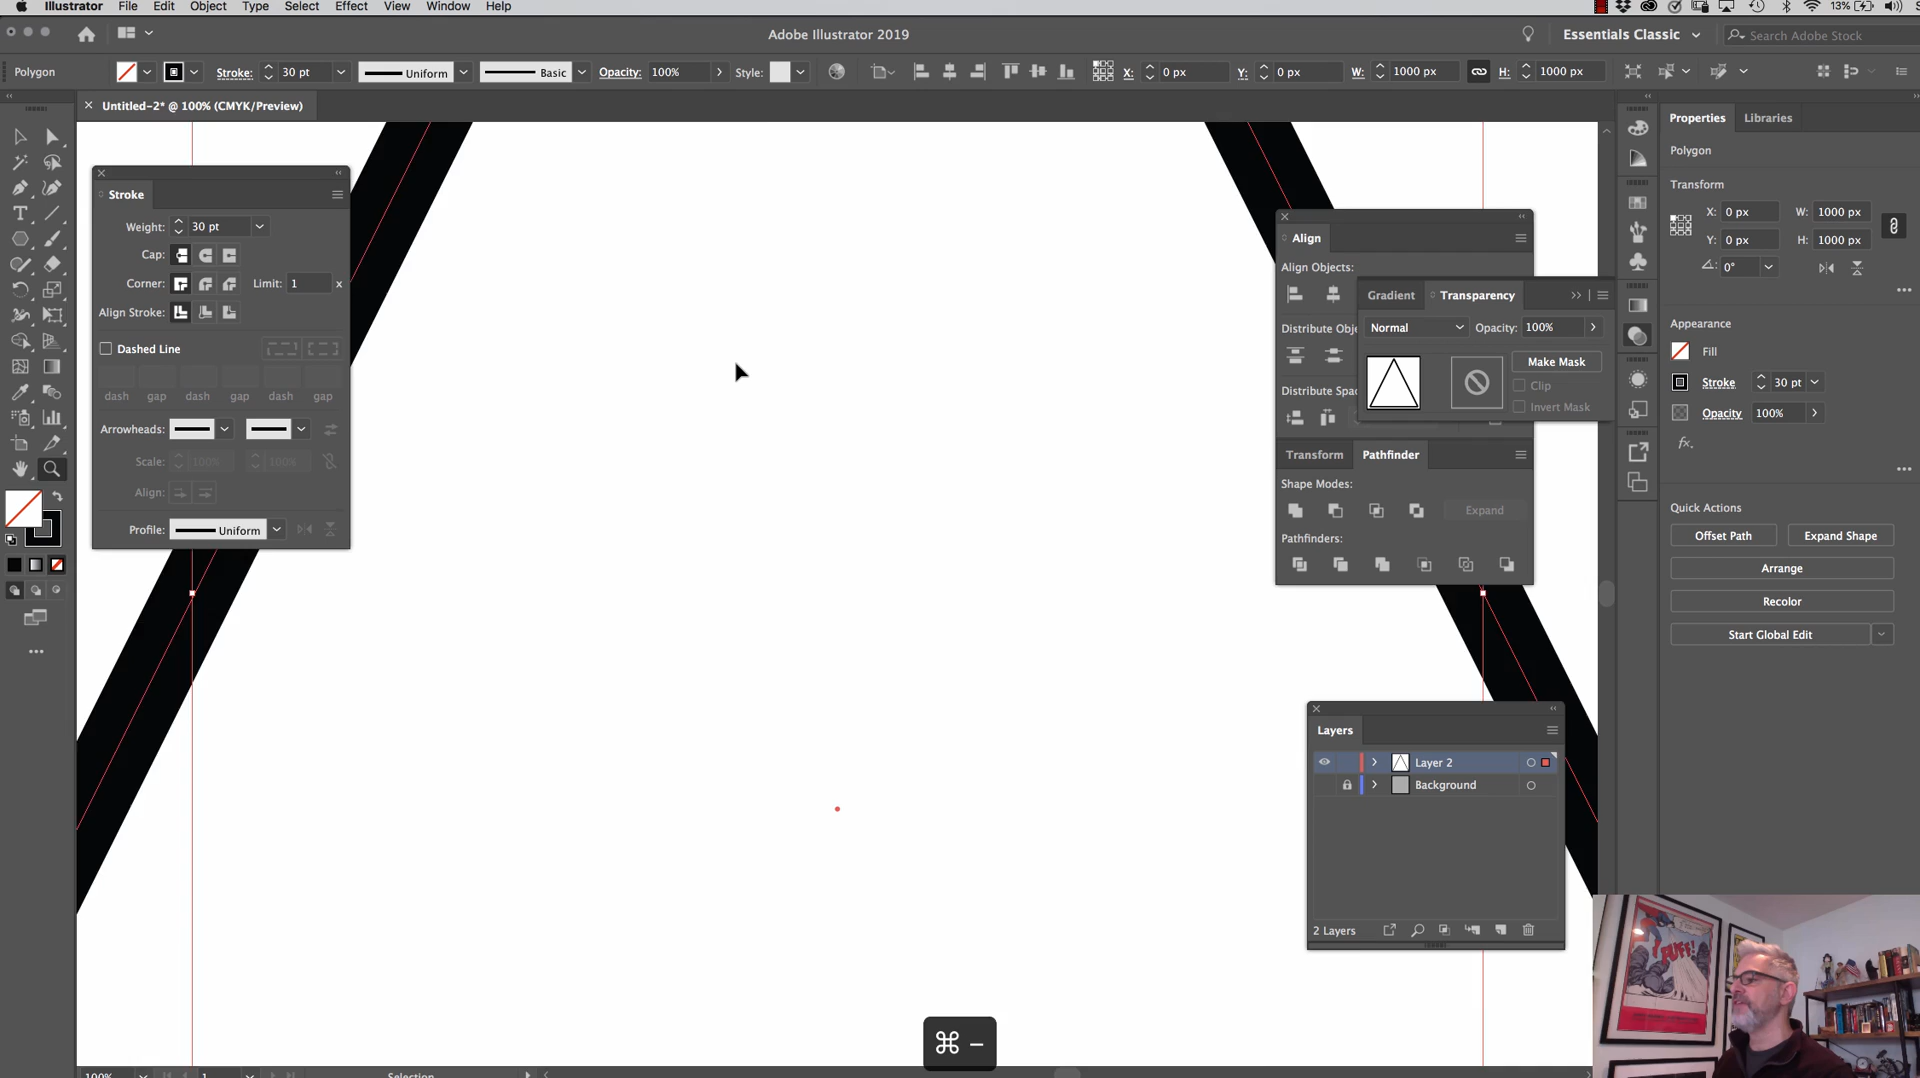 Illustrator File Edit Object Type Select Effect View Window Help 13%
Adobe Illustrator 2019 Essentials Classic Search Adobe Stock
Polygon Stroke: 30 pt Uniform Basic Opacity: 100% Style: X: 0 px Y: 0 px W: 1000 px H: 1000 px
Untitled-2* @ 100% (CMYK/Preview)
Properties Libraries
Polygon
Transform
X: 0 px W: 1000 px
Y: 0 px H: 1000 px
0°
Appearance
Fill
Stroke 30 pt
Opacity 100%
fx.
Quick Actions
Offset Path Expand Shape
Arrange
Recolor
Start Global Edit
Stroke
Weight: 30 pt
Cap:
Corner: Limit: 1 x
Align Stroke:
Dashed Line
dash gap dash gap dash gap
Arrowheads:
Scale: 100% 100%
Align:
Profile: Uniform
Align
Align Objects:
Distribute Obje
Distribute Spac
Gradient Transparency
Normal Opacity: 100%
Make Mask
Clip
Invert Mask
Transform Pathfinder
Shape Modes:
Expand
Pathfinders:
Layers
Layer 2
Background
2 Layers
PUFF!
⌘ –
100% 1 Selection